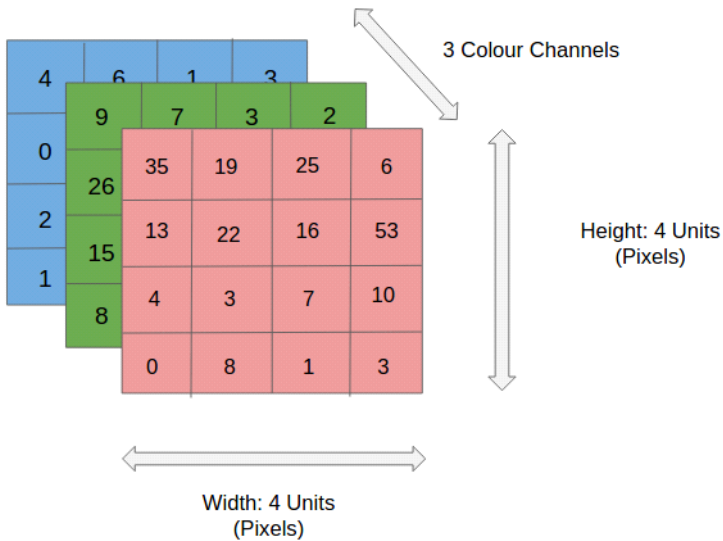 3 Colour Channels
4 6 1 3
9 7 3 2
35 19 25 6
0
26
13 22 16 53
Height: 4 Units
(Pixels)
2
15
4 3 7 10
1
8
0 8 1 3
Width: 4 Units
(Pixels)